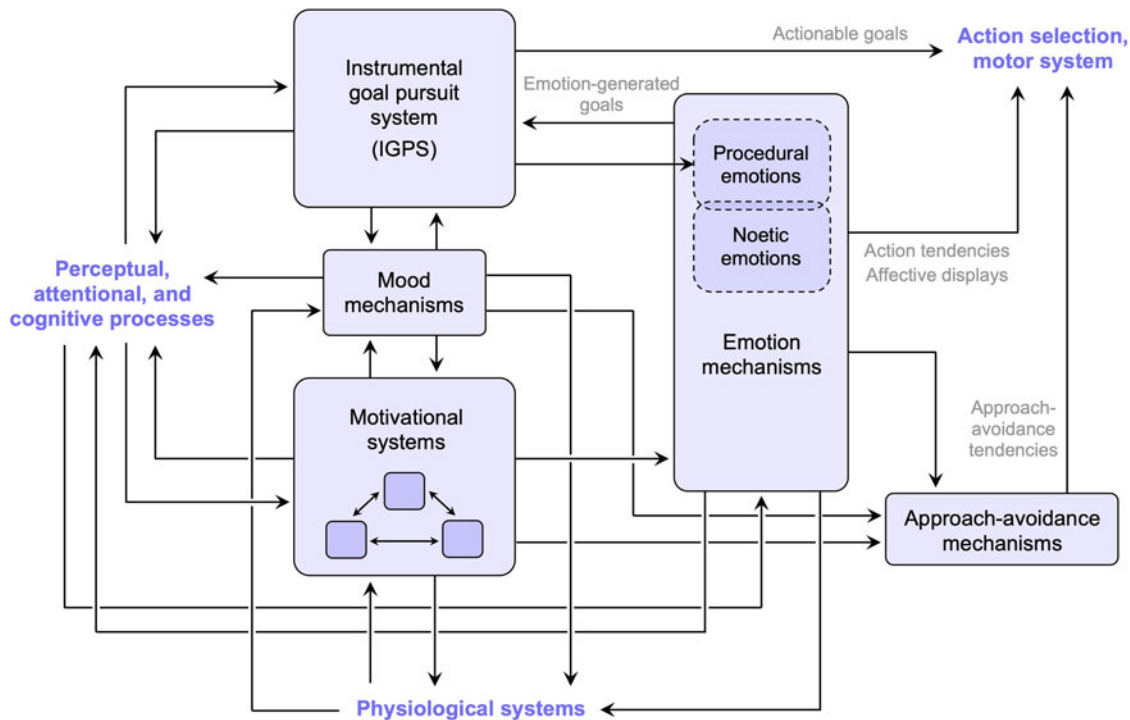 Instrumental
goal pursuit
system
(IGPS)
Actionable goals
Action selection,
motor system
Emotion-generated
goals
Procedural
emotions
Noetic
emotions
Action tendencies
Affective displays
Perceptual,
attentional, and
cognitive processes
Mood
mechanisms
Emotion
mechanisms
Motivational
systems
Approach-
avoidance
tendencies
Approach-avoidance
mechanisms
Physiological systems